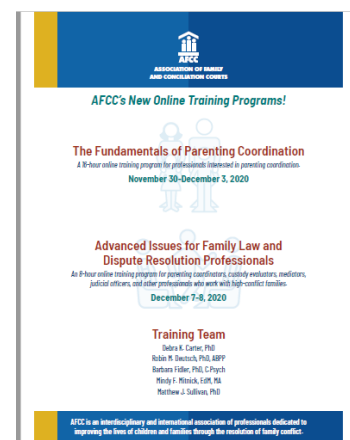 AFCC
ASSOCIATION OF FAMILY
AND CONCILIATION COURTS
AFCC's New Online Training Programs!
The Fundamentals of Parenting Coordination
A 16-hour online training program for professionals interested in parenting coordination.
November 30-December 3, 2020
Advanced Issues for Family Law and
Dispute Resolution Professionals
An 8-hour online training program for parenting coordinators, custody evaluators, mediators,
judicial officers, and other professionals who work with high-conflict families.
December 7-8, 2020
Training Team
Debra K. Carter, PhD
Robin M. Deutsch, PhD, ABPP
Barbara Fidler, PhD, C.Psych
Mindy F. Mitnick, EdM, MA
Matthew J. Sullivan, PhD
AFCC is an interdisciplinary and international association of professionals dedicated to
improving the lives of children and families through the resolution of family conflict.